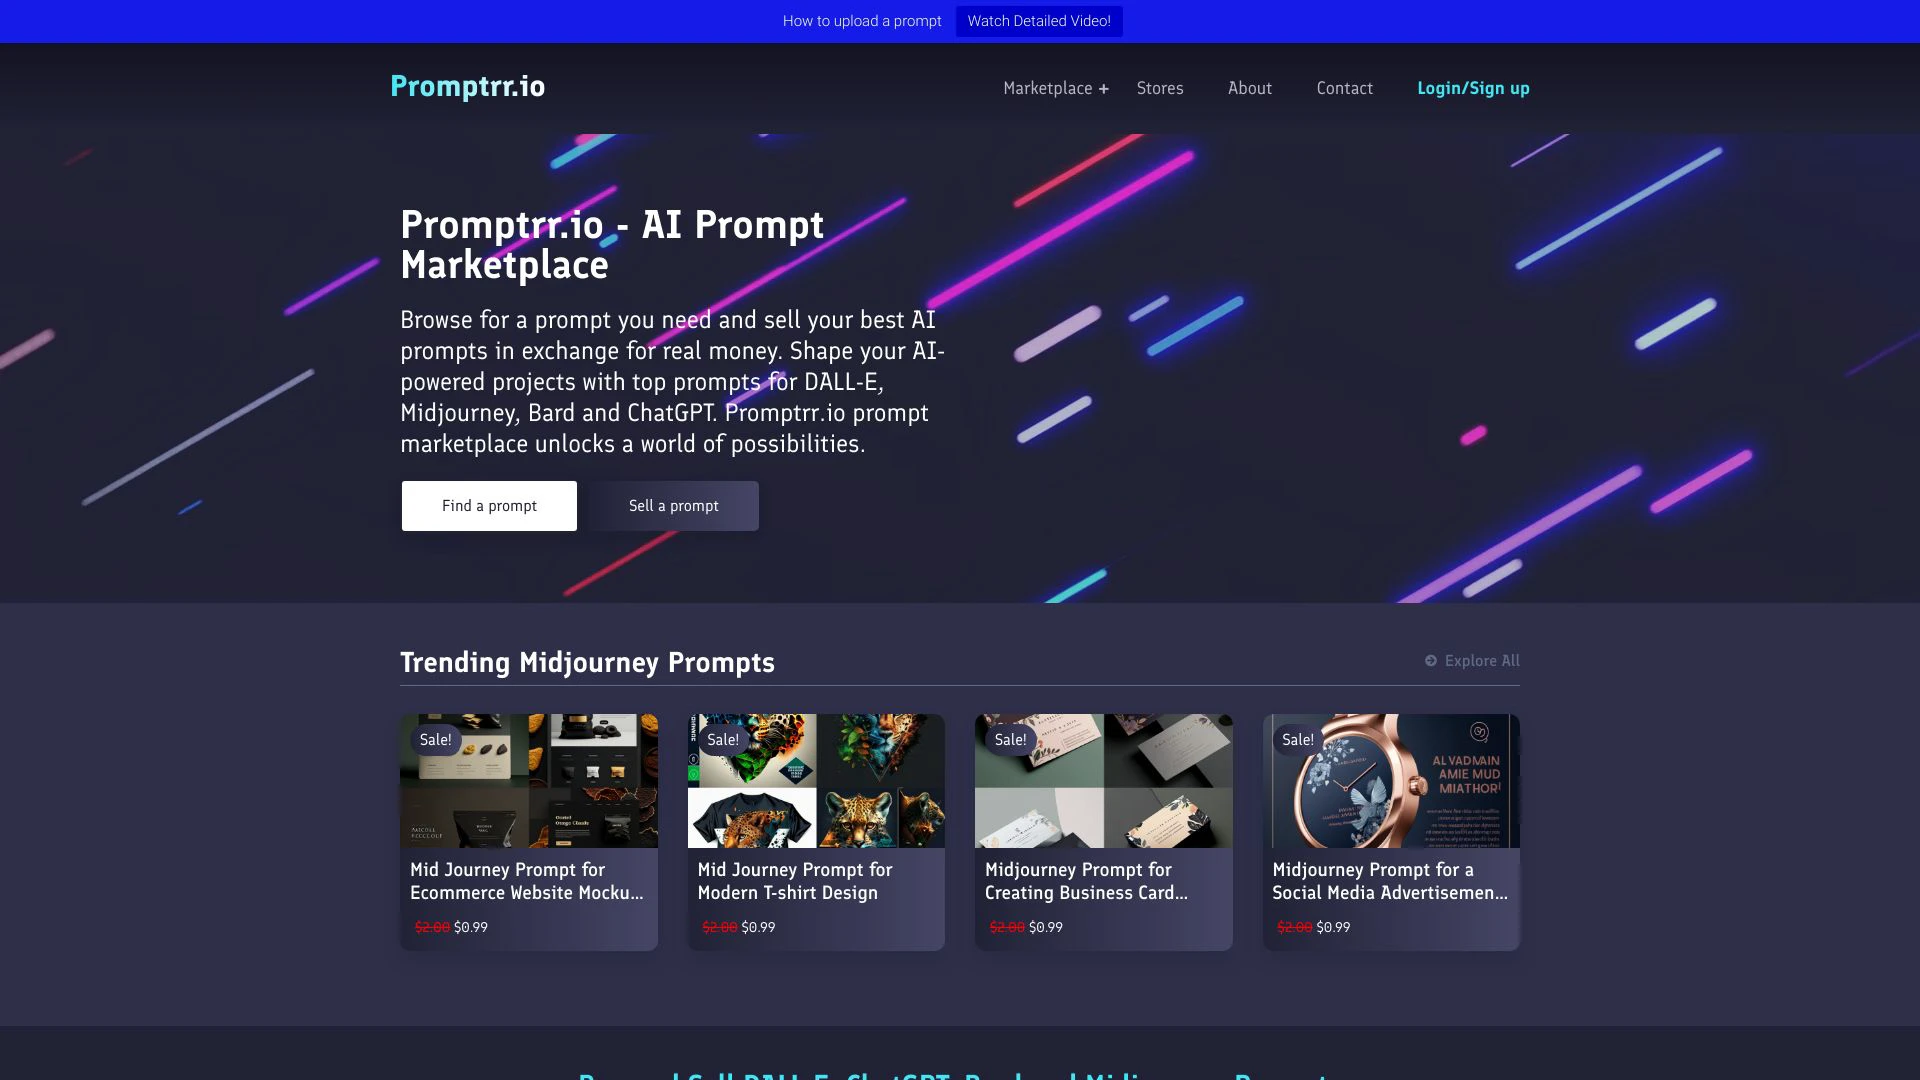 How to upload a prompt Watch Detailed Video!
Promptrr.io
Marketplace + Stores About Contact Login/Sign up
Promptrr.io - AI Prompt
Marketplace
Browse for a prompt you need and sell your best AI
prompts in exchange for real money. Shape your AI-
powered projects with top prompts for DALL-E,
Midjourney, Bard and ChatGPT. Promptrr.io prompt
marketplace unlocks a world of possibilities.
Find a prompt Sell a prompt
Trending Midjourney Prompts
Explore All
Sale!
Mid Journey Prompt for
Ecommerce Website Mocku...
$2.00 $0.99
Sale!
Mid Journey Prompt for
Modern T-shirt Design
$2.00 $0.99
Sale!
Midjourney Prompt for
Creating Business Card...
$2.00 $0.99
Sale!
AL VADMAIN
AMIE MUD
MIATHOR!
Midjourney Prompt for a
Social Media Advertisemen...
$2.00 $0.99